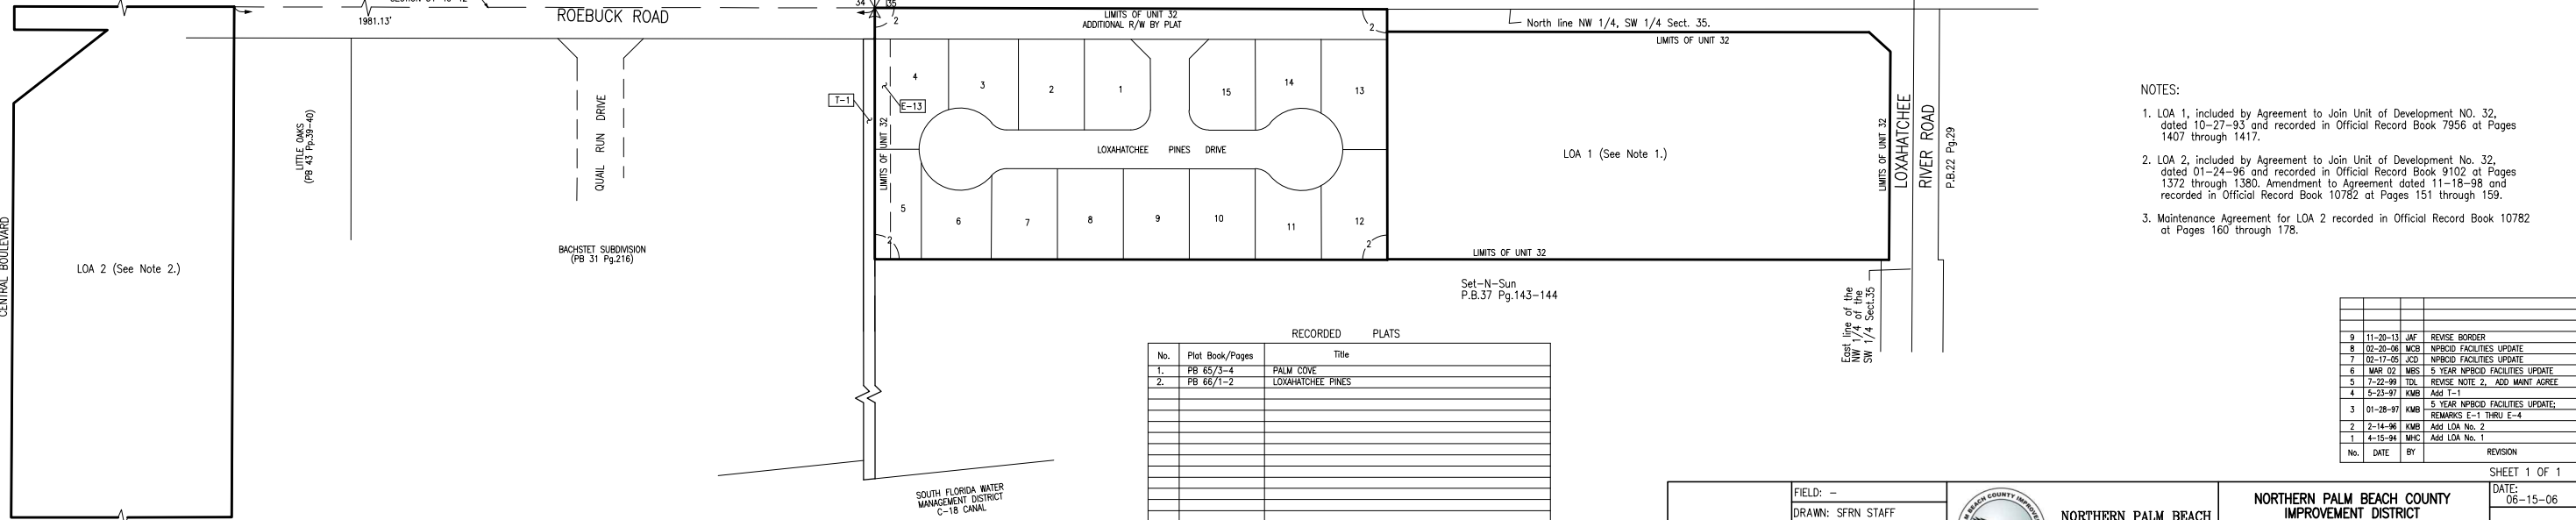 1981.13'
ROEBUCK ROAD
34
35
2
LIMITS OF UNIT 32
ADDITIONAL R/W BY PLAT
2
North line NW 1/4, SW 1/4 Sect. 35.
LIMITS OF UNIT 32
CENTRAL BOULEVARD
LOA 2 (See Note 2.)
LITTLE OAKS
(PB 43 Pp.39-40)
QUAIL RUN DRIVE
BACHSTET SUBDIVISION
(PB 31 Pg.216)
T-1
E-13
LIMITS OF UNIT 32
4
3
2
1
15
14
13
LOXAHATCHEE PINES DRIVE
5
6
7
8
9
10
11
12
2
2
LOA 1 (See Note 1.)
LIMITS OF UNIT 32
LIMITS OF UNIT 32
LOXAHATCHEE
RIVER ROAD
P.B.22 Pg.29
Set-N-Sun
P.B.37 Pg.143-144
East line of the
NW 1/4 of the
SW 1/4 Sect.35
SOUTH FLORIDA WATER
MANAGEMENT DISTRICT
C-18 CANAL
RECORDED PLATS
No. Plat Book/Pages Title
1. PB 65/3-4 PALM COVE
2. PB 66/1-2 LOXAHATCHEE PINES
NOTES:
1. LOA 1, included by Agreement to Join Unit of Development NO. 32,
dated 10-27-93 and recorded in Official Record Book 7956 at Pages
1407 through 1417.
2. LOA 2, included by Agreement to Join Unit of Development No. 32,
dated 01-24-96 and recorded in Official Record Book 9102 at Pages
1372 through 1380. Amendment to Agreement dated 11-18-98 and
recorded in Official Record Book 10782 at Pages 151 through 159.
3. Maintenance Agreement for LOA 2 recorded in Official Record Book 10782
at Pages 160 through 178.
9 11-20-13 JAF REVISE BORDER
8 02-20-06 MCB NPBCID FACILITIES UPDATE
7 02-17-05 JCD NPBCID FACILITIES UPDATE
6 MAR 02 MBS 5 YEAR NPBCID FACILITIES UPDATE
5 7-22-99 TDL REVISE NOTE 2, ADD MAINT AGREE
4 5-23-97 KMB Add T-1
3 01-28-97 KMB 5 YEAR NPBCID FACILITIES UPDATE;
REMARKS E-1 THRU E-4
2 2-14-96 KMB Add LOA No. 2
1 4-15-94 MHC Add LOA No. 1
No. DATE BY REVISION
SHEET 1 OF 1
FIELD: -
DRAWN: SFRN STAFF
NORTHERN PALM BEACH
NORTHERN PALM BEACH COUNTY
IMPROVEMENT DISTRICT
DATE:
06-15-06